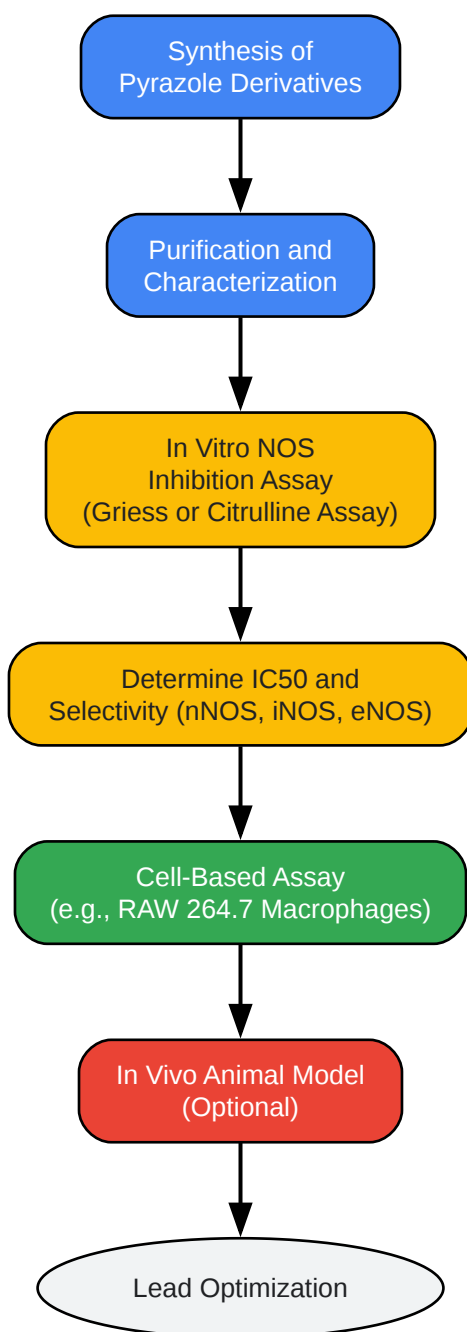 Synthesis of
Pyrazole Derivatives
Purification and
Characterization
In Vitro NOS
Inhibition Assay
(Griess or Citrulline Assay)
Determine IC50 and
Selectivity (nNOS, iNOS, eNOS)
Cell-Based Assay
(e.g., RAW 264.7 Macrophages)
In Vivo Animal Model
(Optional)
Lead Optimization